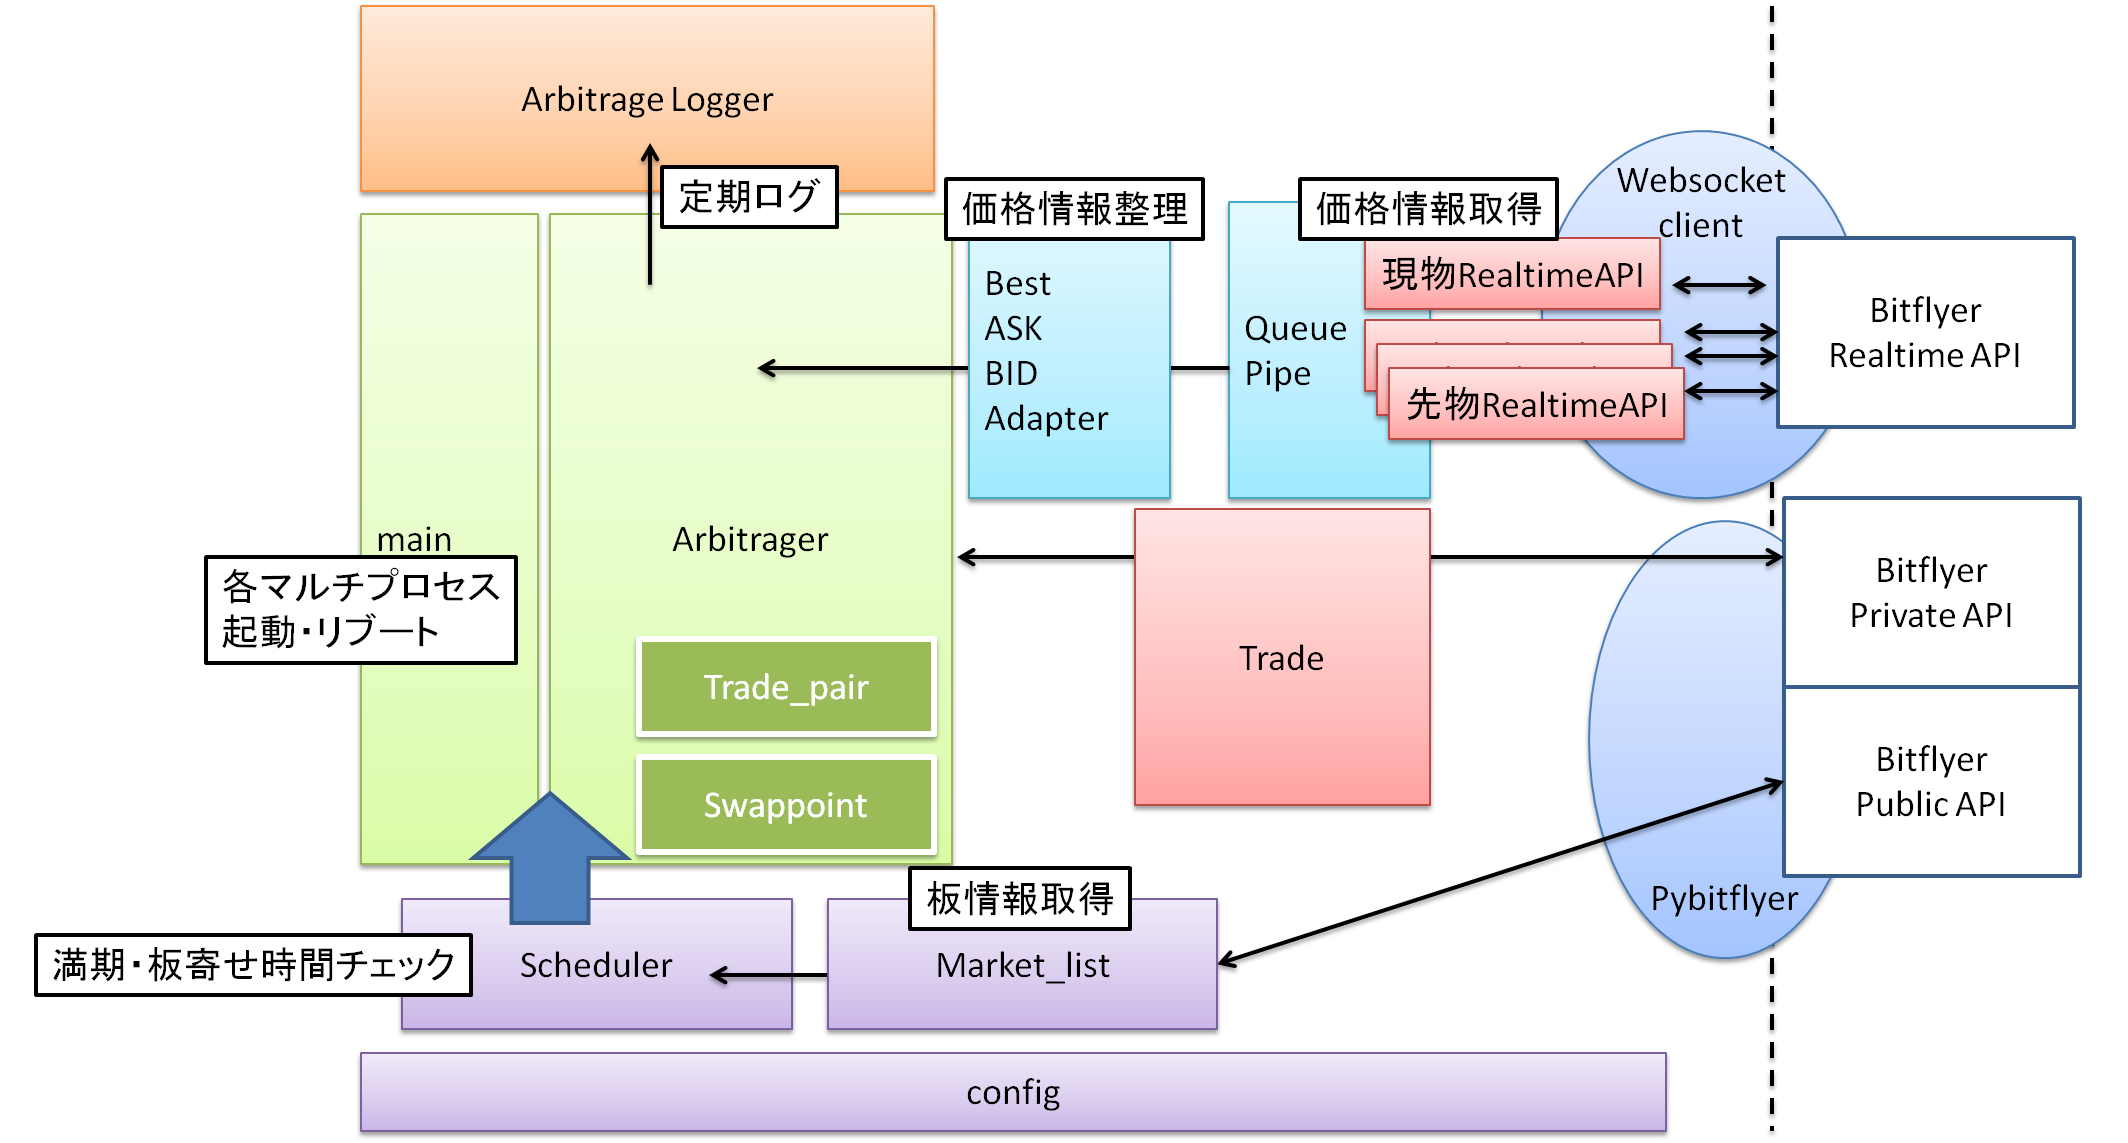 Arbitrage Logger
定期ログ
価格情報整理
価格情報取得
Websocket
client
現物RealtimeAPI
Best
ASK
BID
Adapter
Queue
Pipe
先物RealtimeAPI
Bitflyer
Realtime API
main
各マルチプロセス
起動・リブート
Arbitrager
Trade_pair
Swappoint
Trade
Bitflyer
Private API
Bitflyer
Public API
Pybitflyer
板情報取得
満期・板寄せ時間チェック
Scheduler
Market_list
config